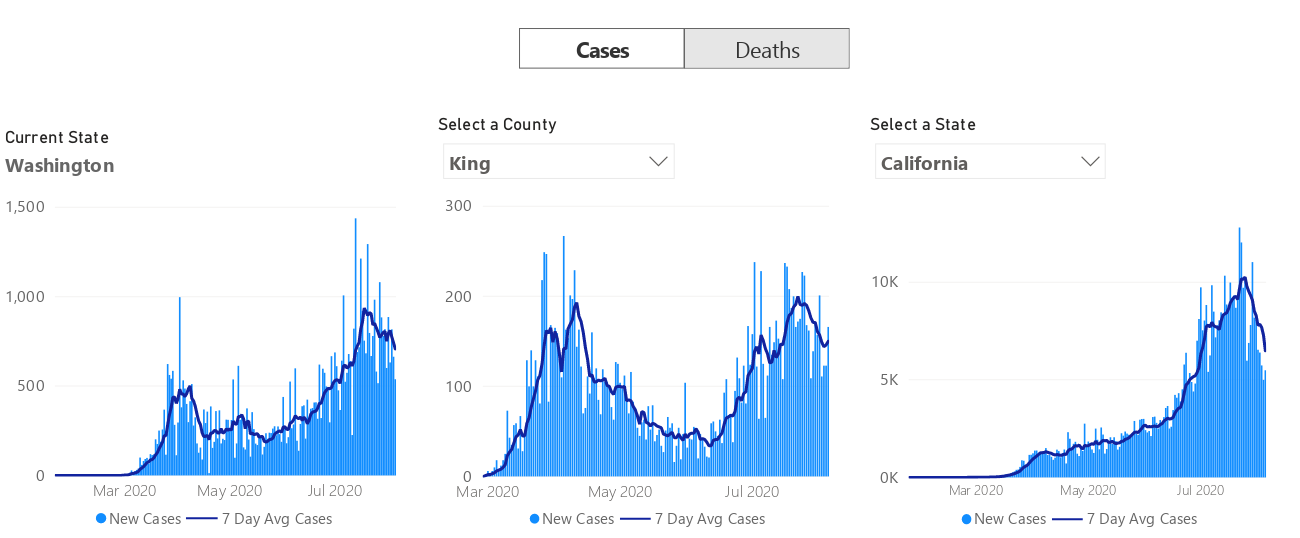 Cases Deaths
Current State
Washington
1,500
1,000
500
0
Mar 2020 May 2020 Jul 2020
New Cases 7 Day Avg Cases
Select a County
King
300
200
100
0
Mar 2020 May 2020 Jul 2020
New Cases 7 Day Avg Cases
Select a State
California
10K
5K
0K
Mar 2020 May 2020 Jul 2020
New Cases 7 Day Avg Cases